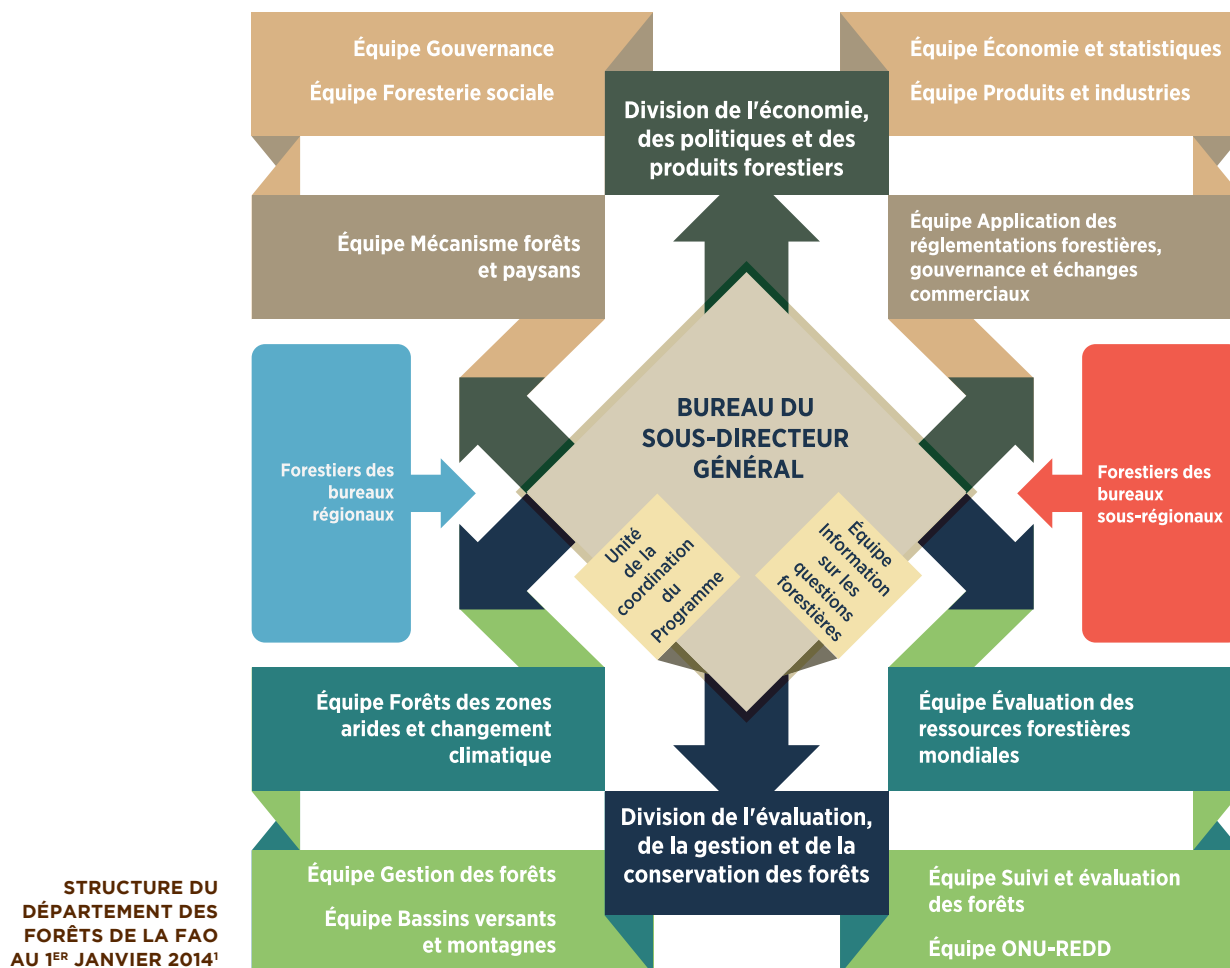 Équipe Gouvernance
Équipe Foresterie sociale
Équipe Économie et statistiques
Équipe Produits et industries
Division de l'économie,
des politiques et des
produits forestiers
Équipe Mécanisme forêts
et paysans
Équipe Application des
réglementations forestières,
gouvernance et échanges
commerciaux
BUREAU DU
SOUS-DIRECTEUR
GÉNÉRAL
Forestiers des
bureaux
régionaux
Forestiers des
bureaux
sous-régionaux
Unité
de la
coordination
du
Programme
Équipe
Information
sur les
questions
forestières
Équipe Forêts des zones
arides et changement
climatique
Équipe Évaluation des
ressources forestières
mondiales
Division de l'évaluation,
de la gestion et de la
conservation des forêts
Équipe Gestion des forêts
Équipe Bassins versants
et montagnes
Équipe Suivi et évaluation
des forêts
Équipe ONU-REDD
STRUCTURE DU
DÉPARTEMENT DES
FORÊTS DE LA FAO
AU 1ER JANVIER 2014¹